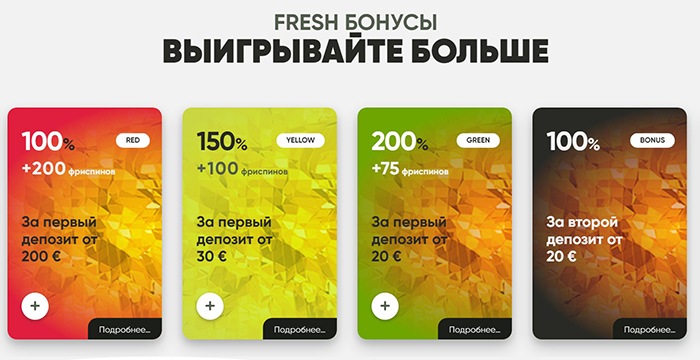 FRESH БОНУСЫ
ВЫИГРЫВАЙТЕ БОЛЬШЕ
100%
RED
+200 фриспинов
За первый
депозит от
200 €
+
Подробнее...
150%
YELLOW
+100 фриспинов
За первый
депозит от
30 €
+
Подробнее...
200%
GREEN
+75 фриспинов
За первый
депозит от
20 €
+
Подробнее...
100%
BONUS
За второй
депозит от
20 €
Подробнее...